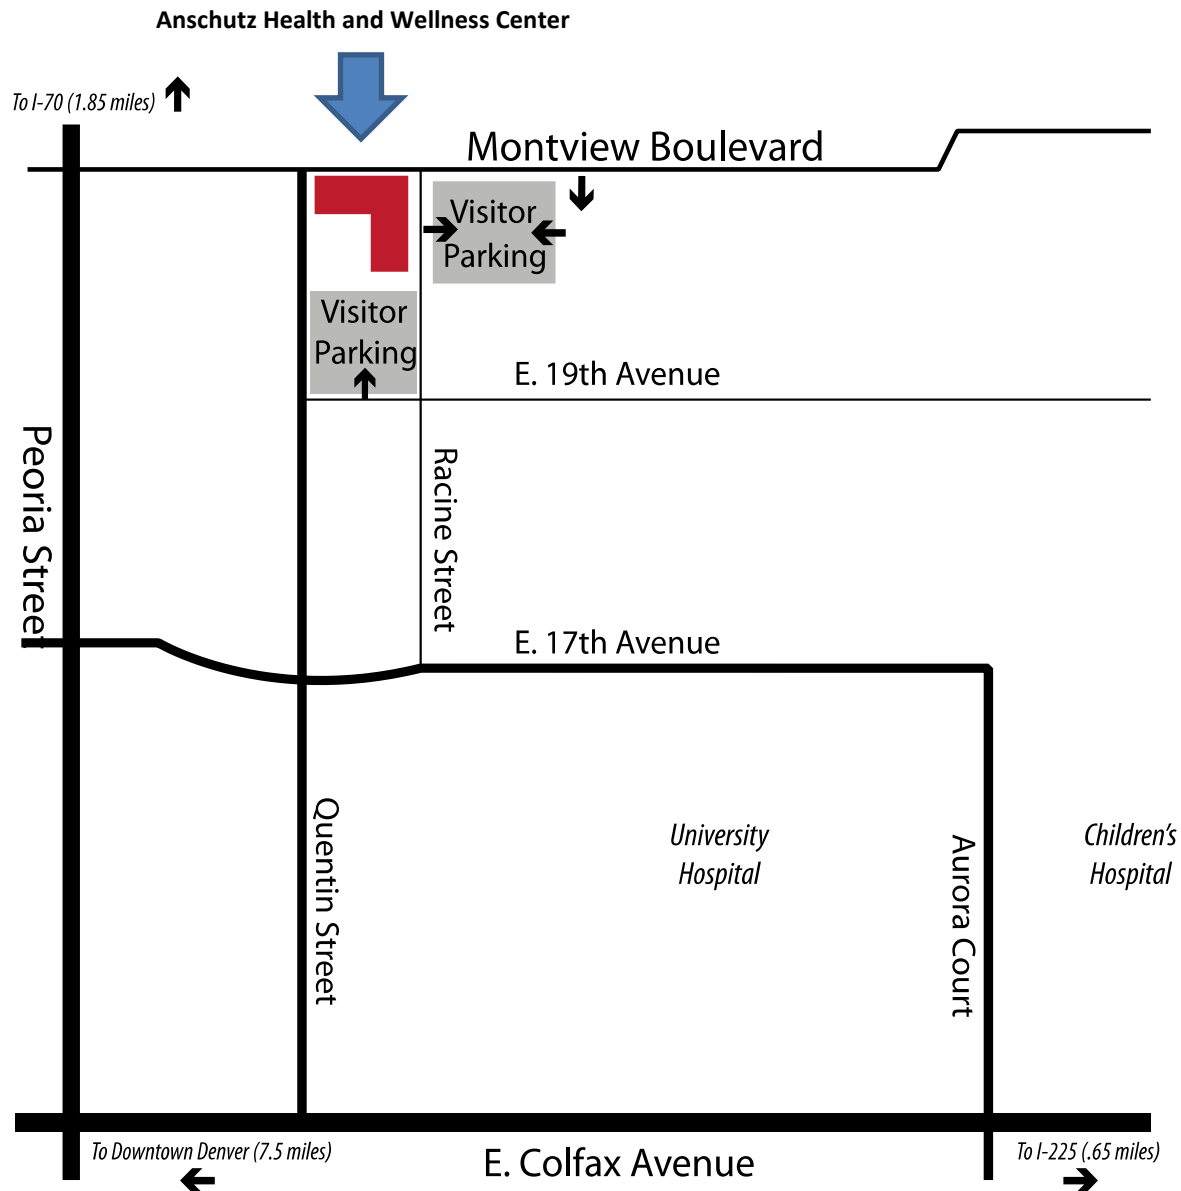 Anschutz Health and Wellness Center
To I-70 (1.85 miles)
Montview Boulevard
Visitor
Parking
Visitor
Parking
E. 19th Avenue
Peoria Street
Racine Street
E. 17th Avenue
Quentin Street
University
Hospital
Aurora Court
Children's
Hospital
To Downtown Denver (7.5 miles)
E. Colfax Avenue
To I-225 (.65 miles)